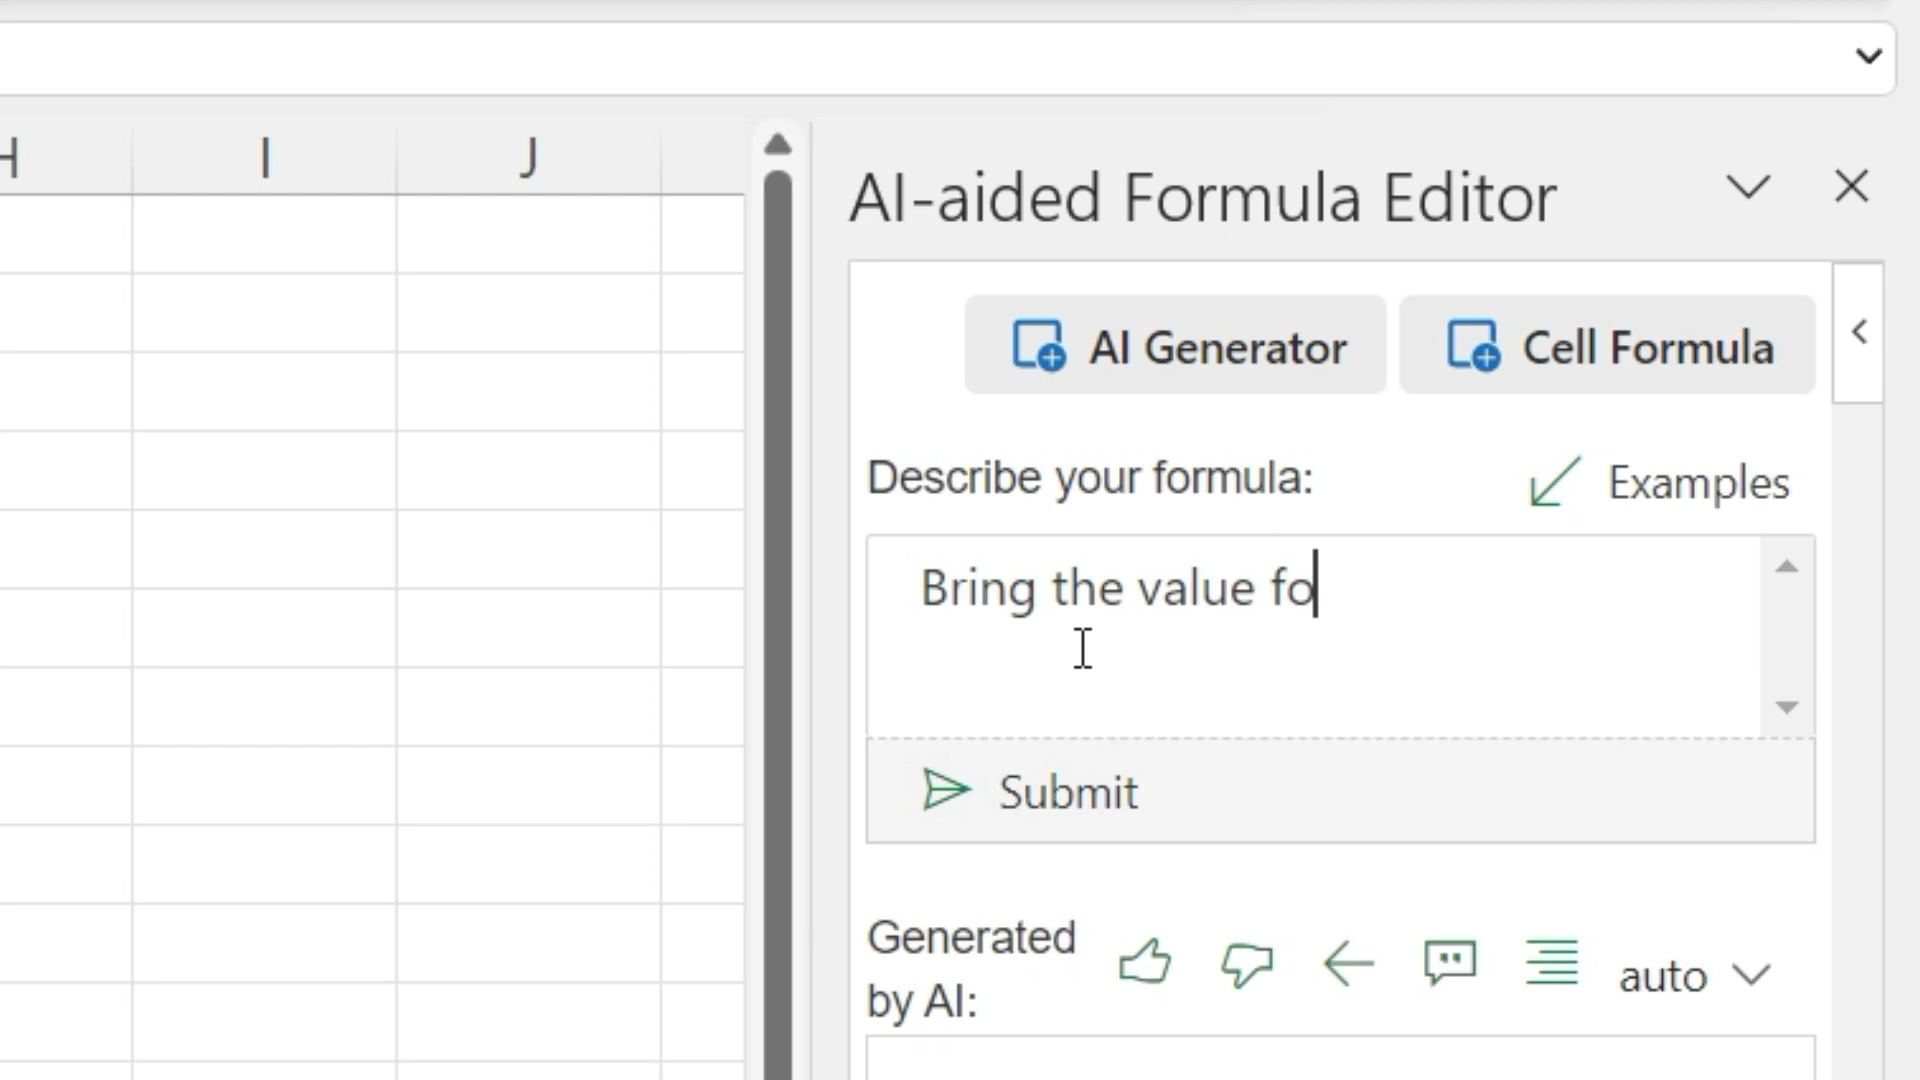 H I J
AI-aided Formula Editor
AI Generator Cell Formula
Describe your formula: Examples
Bring the value fo
Submit
Generated
by AI:
auto